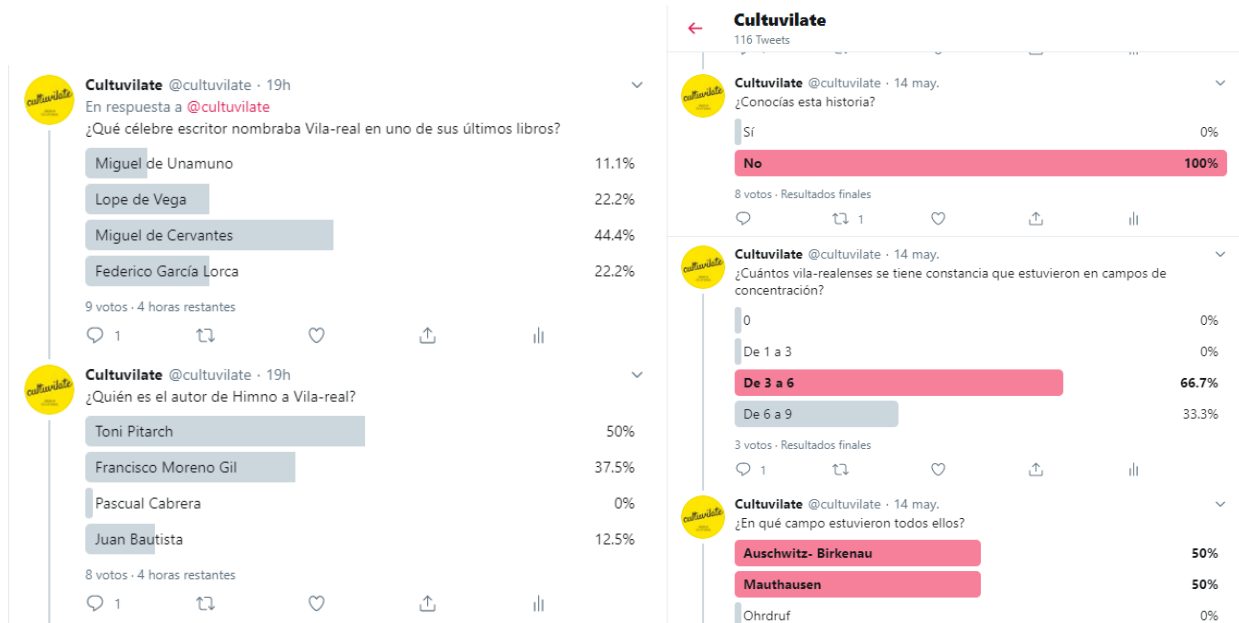 Cultuvilate @cultuvilate · 19h
En respuesta a @cultuvilate
¿Qué célebre escritor nombraba Vila-real en uno de sus últimos libros?
Miguel de Unamuno 11.1%
Lope de Vega 22.2%
Miguel de Cervantes 44.4%
Federico García Lorca 22.2%
9 votos · 4 horas restantes
1
Cultuvilate @cultuvilate · 19h
¿Quién es el autor de Himno a Vila-real?
Toni Pitarch 50%
Francisco Moreno Gil 37.5%
Pascual Cabrera 0%
Juan Bautista 12.5%
8 votos · 4 horas restantes
1
Cultuvilate
116 Tweets
Cultuvilate @cultuvilate · 14 may.
¿Conocías esta historia?
Sí 0%
No 100%
8 votos · Resultados finales
1
Cultuvilate @cultuvilate · 14 may.
¿Cuántos vila-realenses se tiene constancia que estuvieron en campos de
concentración?
0 0%
De 1 a 3 0%
De 3 a 6 66.7%
De 6 a 9 33.3%
3 votos · Resultados finales
1
Cultuvilate @cultuvilate · 14 may.
¿En qué campo estuvieron todos ellos?
Auschwitz- Birkenau 50%
Mauthausen 50%
Ohrdruf 0%
cultuvilate
cultuvilate
cultuvilate
cultuvilate
cultuvilate